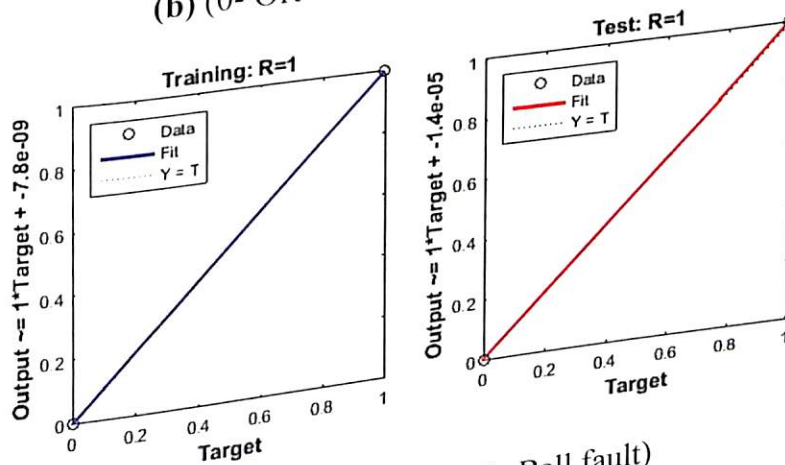 (b) (0-
Training: R=1
Data
Fit
Y = T
Output ~= 1*Target + -7.8e-09
1
0.8
0.6
0.4
0.2
0
0
0.2
0.4
0.6
0.8
1
Target
Test: R=1
Data
Fit
Y = T
Output ~= 1*Target + -1.4e-05
1
0.8
0.6
0.4
0.2
0
0
0.2
0.4
0.6
0.8
1
Target
Ball fault)